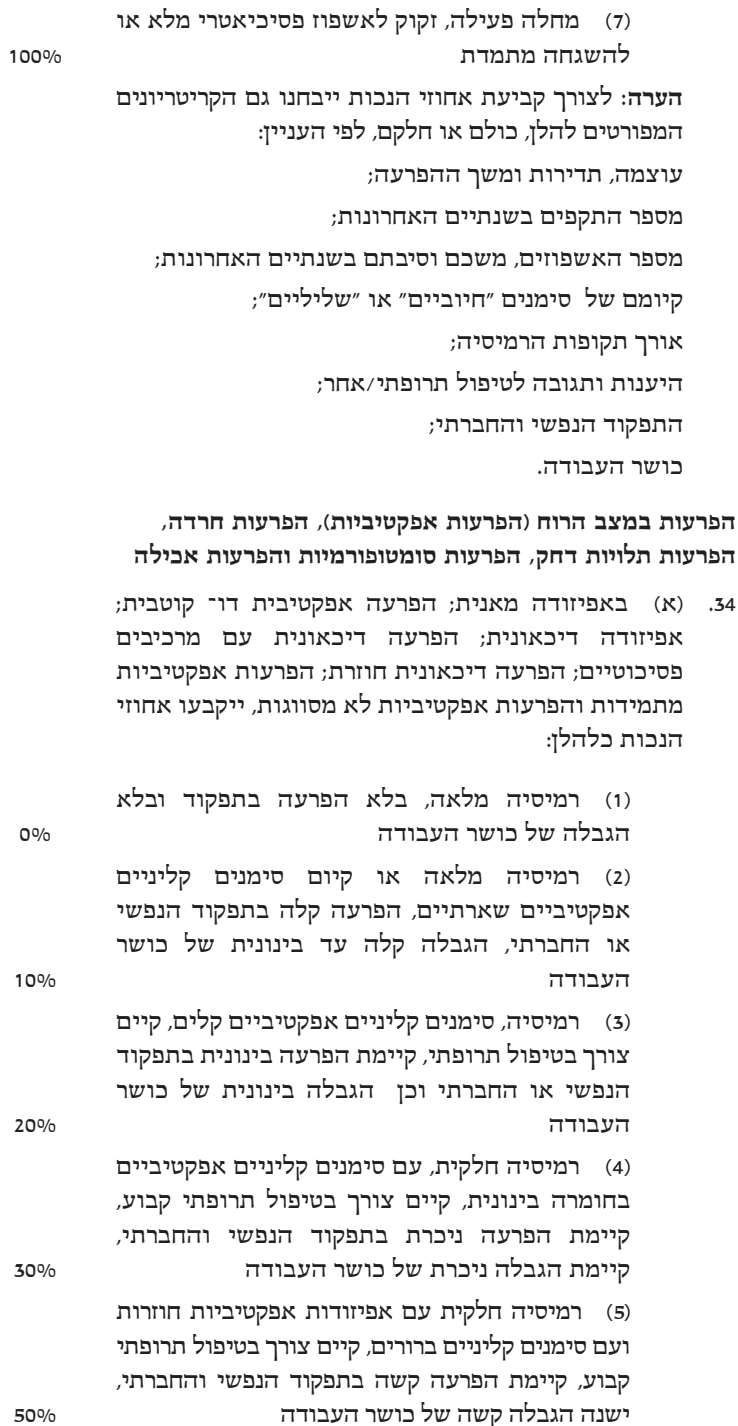 (7) מחלה פעילה, זקוק לאשפוז פסיכיאטרי מלא או
להשגחה מתמדת 100%
הערה: לצורך קביעת אחוזי הנכות ייבחנו גם הקריטריונים
המפורטים להלן, כולם או חלקם, לפי העניין:
עוצמה, תדירות ומשך ההפרעה;
מספר התקפים בשנתיים האחרונות;
מספר האשפוזים, משכם וסיבתם בשנתיים האחרונות;
קיומם של סימנים "חיוביים" או "שליליים";
אורך תקופות הרמיסיה;
היענות ותגובה לטיפול תרופתי/אחר;
התפקוד הנפשי והחברתי;
כושר העבודה.
הפרעות במצב הרוח (הפרעות אפקטיביות), הפרעות חרדה,
הפרעות תלויות דחק, הפרעות סומטופורמיות והפרעות אכילה
34. (א) באפיזודה מאנית; הפרעה אפקטיבית דו־ קוטבית;
אפיזודה דיכאונית; הפרעה דיכאונית עם מרכיבים
פסיכוטיים; הפרעה דיכאונית חוזרת; הפרעות אפקטיביות
מתמידות והפרעות אפקטיביות לא מסווגות, ייקבעו אחוזי
הנכות כלהלן:
(1) רמיסיה מלאה, בלא הפרעה בתפקוד ובלא
הגבלה של כושר העבודה 0%
(2) רמיסיה מלאה או קיום סימנים קליניים
אפקטיביים שארתיים, הפרעה קלה בתפקוד הנפשי
או החברתי, הגבלה קלה עד בינונית של כושר
העבודה 10%
(3) רמיסיה, סימנים קליניים אפקטיביים קלים, קיים
צורך בטיפול תרופתי, קיימת הפרעה בינונית בתפקוד
הנפשי או החברתי וכן הגבלה בינונית של כושר
העבודה 20%
(4) רמיסיה חלקית, עם סימנים קליניים אפקטיביים
בחומרה בינונית, קיים צורך בטיפול תרופתי קבוע,
קיימת הפרעה ניכרת בתפקוד הנפשי והחברתי,
קיימת הגבלה ניכרת של כושר העבודה 30%
(5) רמיסיה חלקית עם אפיזודות אפקטיביות חוזרות
ועם סימנים קליניים ברורים, קיים צורך בטיפול תרופתי
קבוע, קיימת הפרעה קשה בתפקוד הנפשי והחברתי,
ישנה הגבלה קשה של כושר העבודה 50%